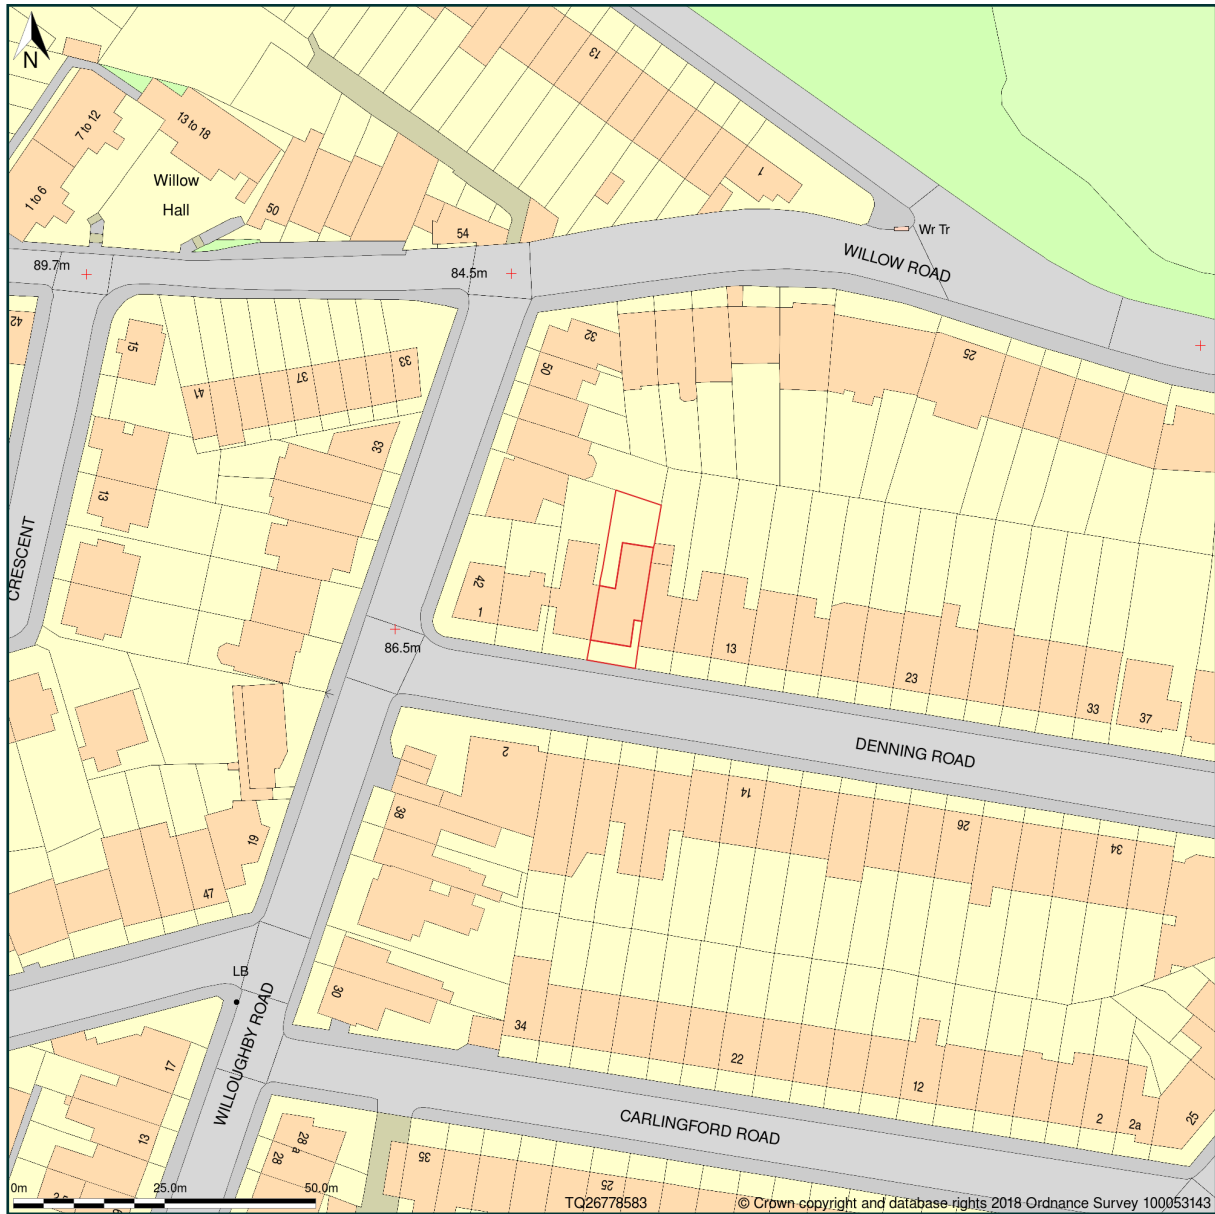 N
13
7 to 12
13 to 18
1
1 to 6
Willow
Hall
50
54
Wr Tr
WILLOW ROAD
89.7m
84.5m
42
15
32
50
25
33
37
41
33
13
CRESCENT
42
1
86.5m
13
23
33
37
DENNING ROAD
2
14
26
34
38
19
47
LB
30
34
WILLOUGHBY ROAD
22
12
2
2a
25
17
13
28 a
28
CARLINGFORD ROAD
35
25
0m
25.0m
50.0m
TQ26778583
© Crown copyright and database rights 2018 Ordnance Survey 100053143